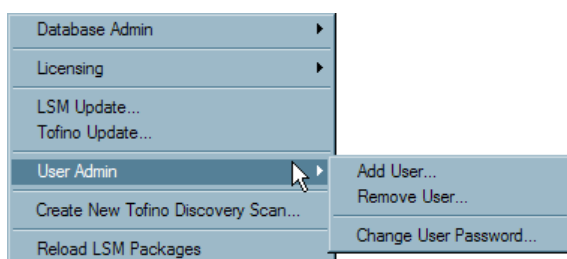 Database Admin
Licensing
LSM Update...
Tofino Update...
User Admin
Create New Tofino Discovery Scan...
Reload LSM Packages
Add User...
Remove User...
Change User Password...